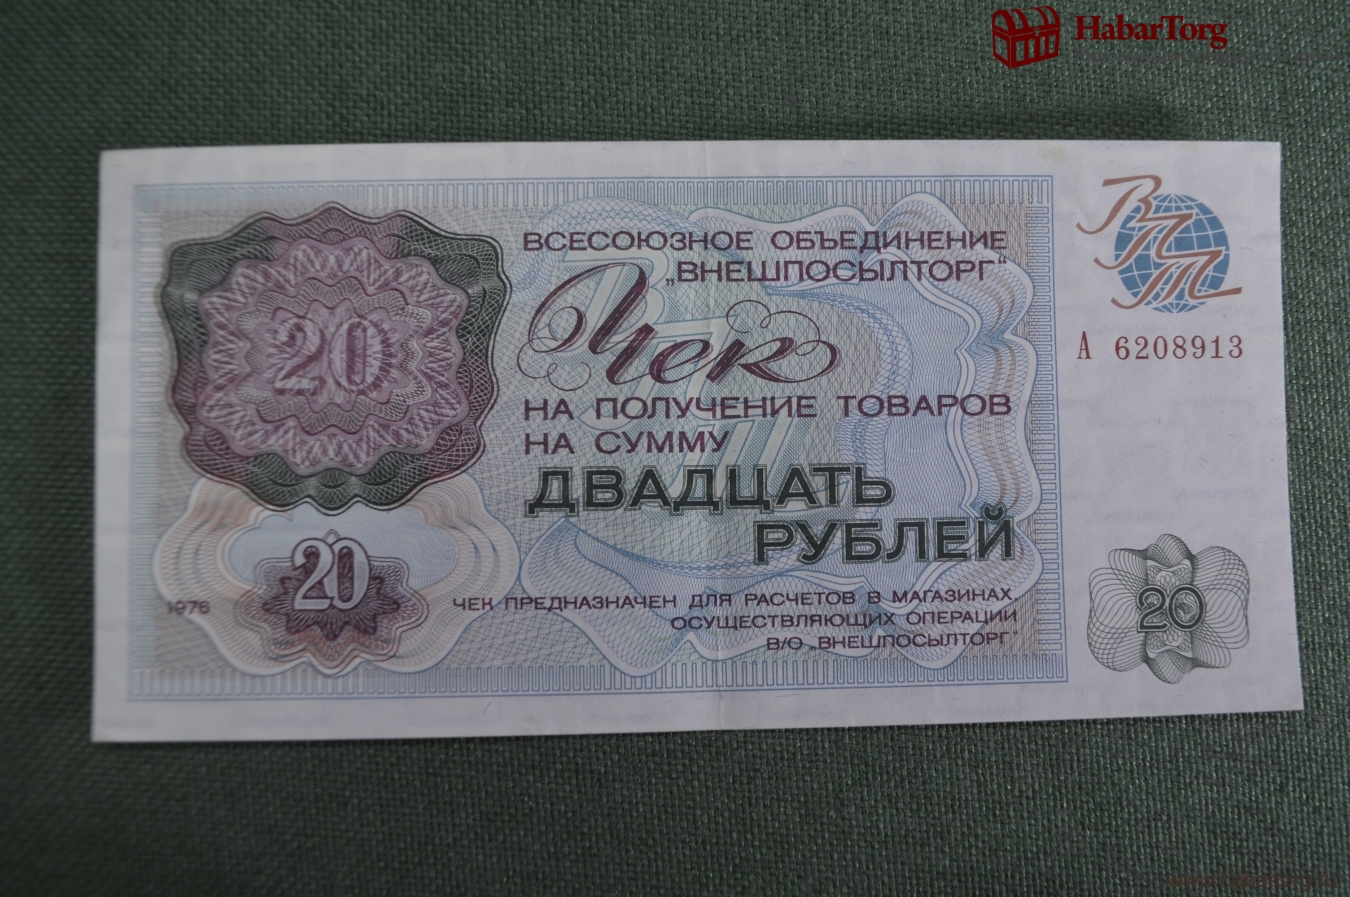 HabarTorg
ВСЕСОЮЗНОЕ ОБЪЕДИНЕНИЕ
„ВНЕШПОСЫЛТОРГ“
ВПТ
Чек
А 6208913
20
НА ПОЛУЧЕНИЕ ТОВАРОВ
НА СУММУ
ДВАДЦАТЬ
РУБЛЕЙ
20
20
1976
ЧЕК ПРЕДНАЗНАЧЕН ДЛЯ РАСЧЕТОВ В МАГАЗИНАХ,
ОСУЩЕСТВЛЯЮЩИХ ОПЕРАЦИИ
В/О „ВНЕШПОСЫЛТОРГ“